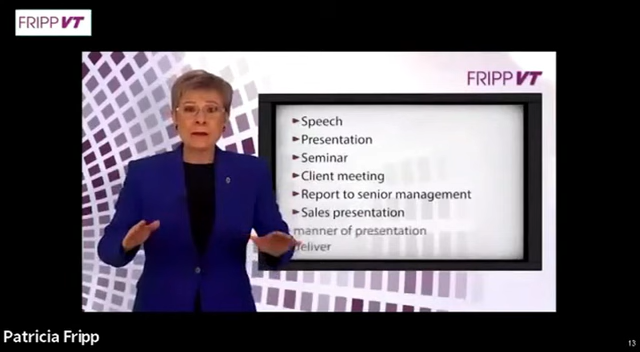 FRIPP VT
FRIPP VT
Speech
Presentation
Seminar
Client meeting
Report to senior management
Sales presentation
manner of presentation
deliver
Patricia Fripp
13